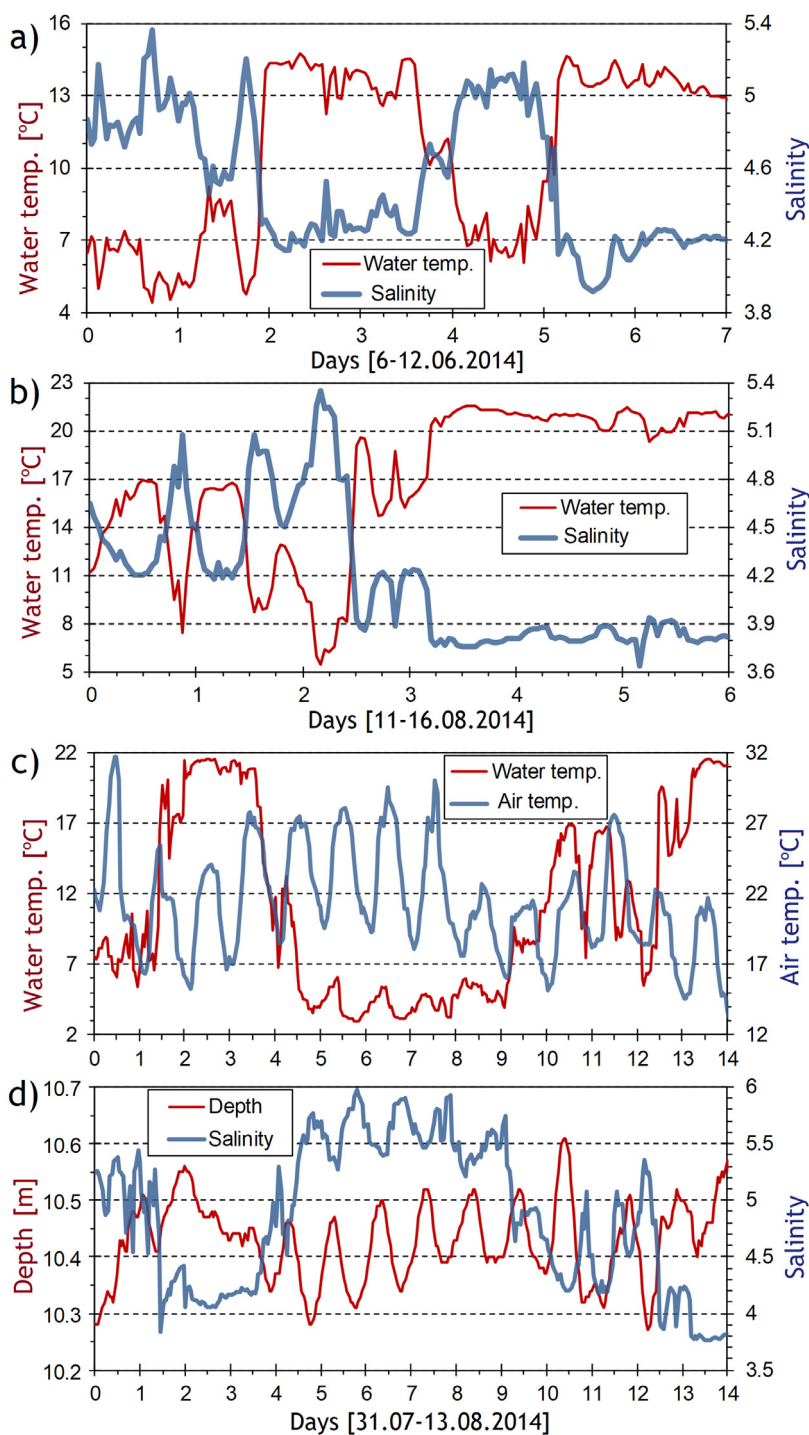 a)
16
13
10
7
4
Water temp. [°C]
5.4
5
4.6
4.2
3.8
Salinity
Water temp.
Salinity
0 1 2 3 4 5 6 7
Days [6-12.06.2014]
b)
23
20
17
14
11
8
5
Water temp. [°C]
5.4
5.1
4.8
4.5
4.2
3.9
3.6
Salinity
Water temp.
Salinity
0 1 2 3 4 5 6
Days [11-16.08.2014]
c)
22
17
12
7
2
Water temp. [°C]
32
27
22
17
12
Air temp. [°C]
Water temp.
Air temp.
0 1 2 3 4 5 6 7 8 9 10 11 12 13 14
d)
10.7
10.6
10.5
10.4
10.3
10.2
Depth [m]
6
5.5
5
4.5
4
3.5
Salinity
Depth
Salinity
0 1 2 3 4 5 6 7 8 9 10 11 12 13 14
Days [31.07-13.08.2014]